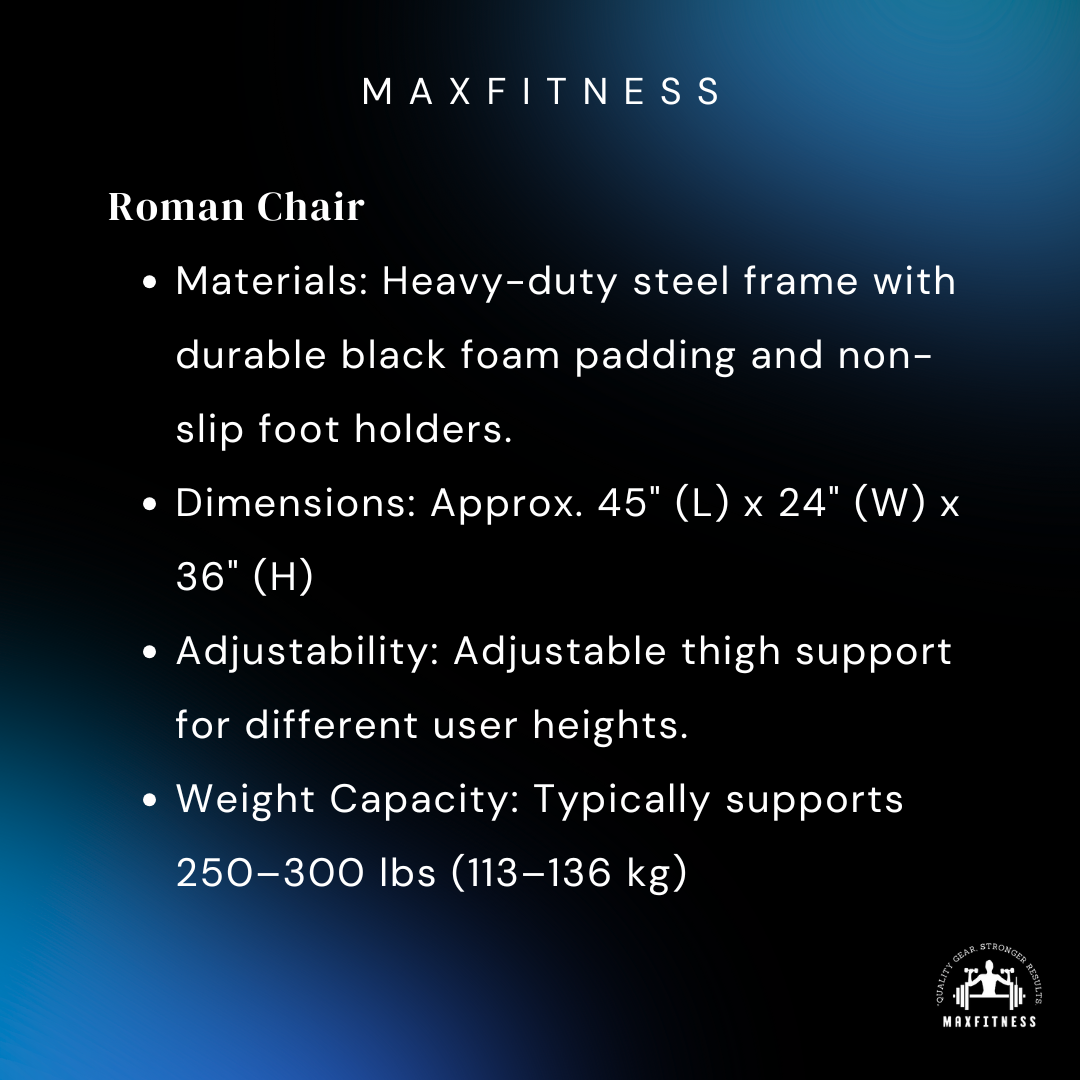 MAXFITNESS
Roman Chair
• Materials: Heavy-duty steel frame with
durable black foam padding and non-
slip foot holders.
• Dimensions: Approx. 45" (L) x 24" (W) x
36" (H)
• Adjustability: Adjustable thigh support
for different user heights.
• Weight Capacity: Typically supports
250–300 lbs (113–136 kg)
"QUALITY GEAR. STRONGER RESULTS"
MAXFITNESS